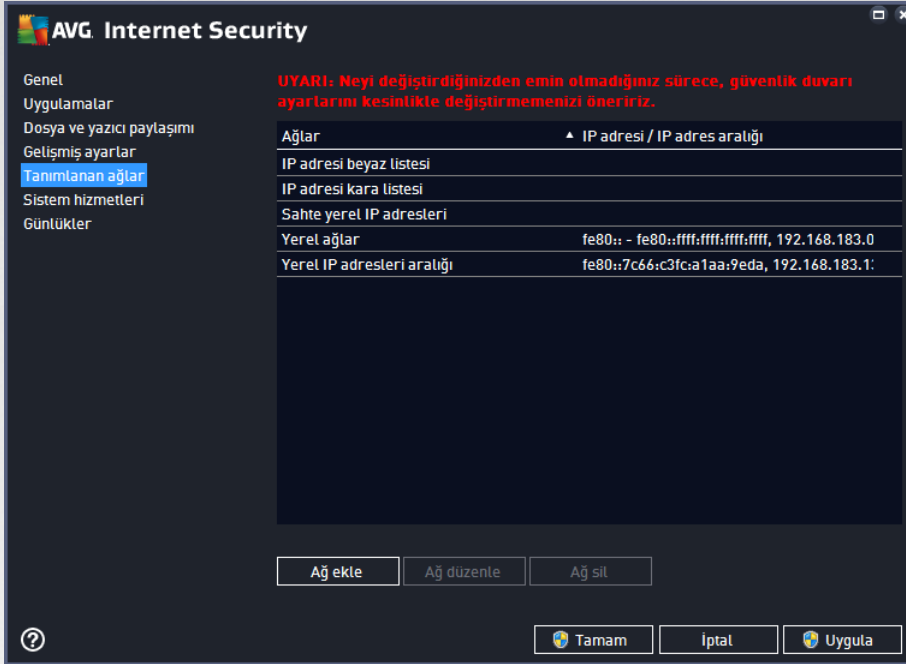 AVG Internet Security
Genel
Uygulamalar
Dosya ve yazıcı paylaşımı
Gelişmiş ayarlar
Tanımlanan ağlar
Sistem hizmetleri
Günlükler
UYARI: Neyi değiştirdiğinizden emin olmadığınız sürece, güvenlik duvarı
ayarlarını kesinlikle değiştirmemenizi öneririz.
Ağlar IP adresi / IP adres aralığı
IP adresi beyaz listesi
IP adresi kara listesi
Sahte yerel IP adresleri
Yerel ağlar fe80:: - fe80::ffff:ffff:ffff:ffff, 192.168.183.0
Yerel IP adresleri aralığı fe80::7c66:c3fc:a1aa:9eda, 192.168.183.1
Ağ ekle Ağ düzenle Ağ sil
? Tamam İptal Uygula